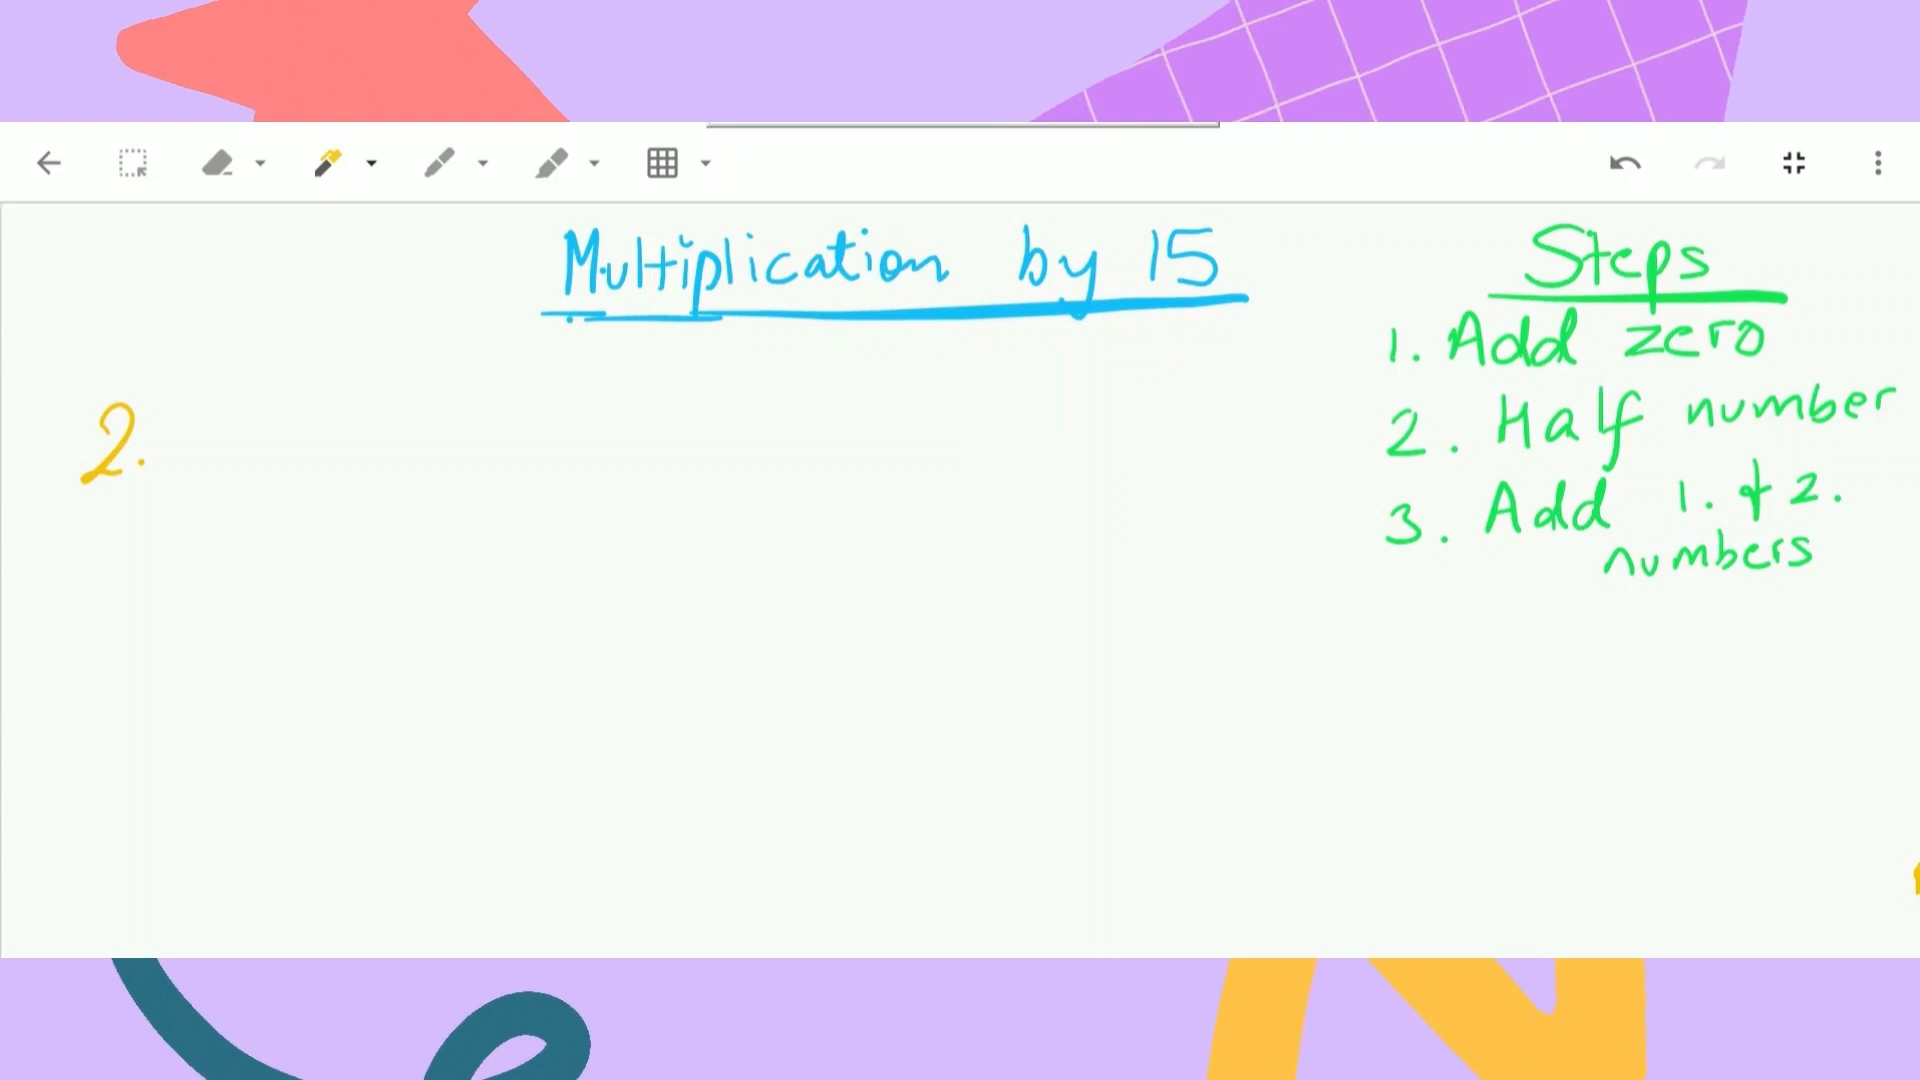 Multiplication by 15
2.
Steps
1. Add zero
2. Half number
3. Add 1. & 2.
numbers